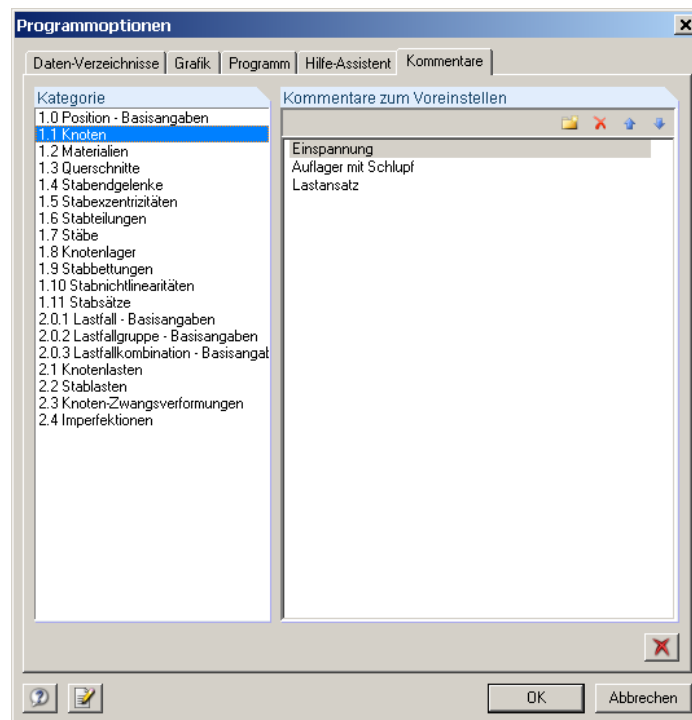 Programmoptionen
Daten-Verzeichnisse Grafik Programm Hilfe-Assistent Kommentare
Kategorie
1.0 Position - Basisangaben
1.1 Knoten
1.2 Materialien
1.3 Querschnitte
1.4 Stabendgelenke
1.5 Stabexzentrizitäten
1.6 Stabteilungen
1.7 Stäbe
1.8 Knotenlager
1.9 Stabbettungen
1.10 Stabnichtlinearitäten
1.11 Stabsätze
2.0.1 Lastfall - Basisangaben
2.0.2 Lastfallgruppe - Basisangaben
2.0.3 Lastfallkombination - Basisangat
2.1 Knotenlasten
2.2 Stablasten
2.3 Knoten-Zwangsverformungen
2.4 Imperfektionen
Kommentare zum Voreinstellen
Einspannung
Auflager mit Schlupf
Lastansatz
OK Abbrechen